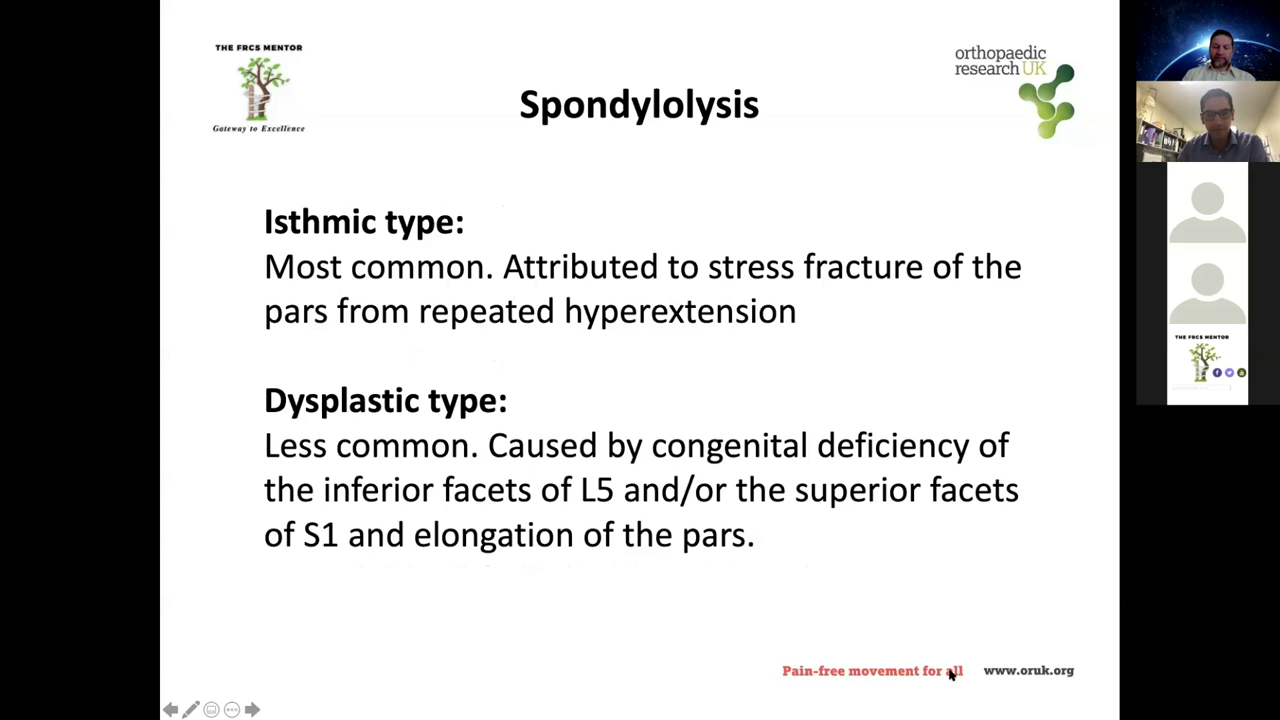 THE FRCS MENTOR
Gateway to Excellence
orthopaedic
research UK
Spondylolysis
Isthmic type:
Most common. Attributed to stress fracture of the
pars from repeated hyperextension
Dysplastic type:
Less common. Caused by congenital deficiency of
the inferior facets of L5 and/or the superior facets
of S1 and elongation of the pars.
Pain-free movement for all
www.oruk.org
THE FRCS MENTOR